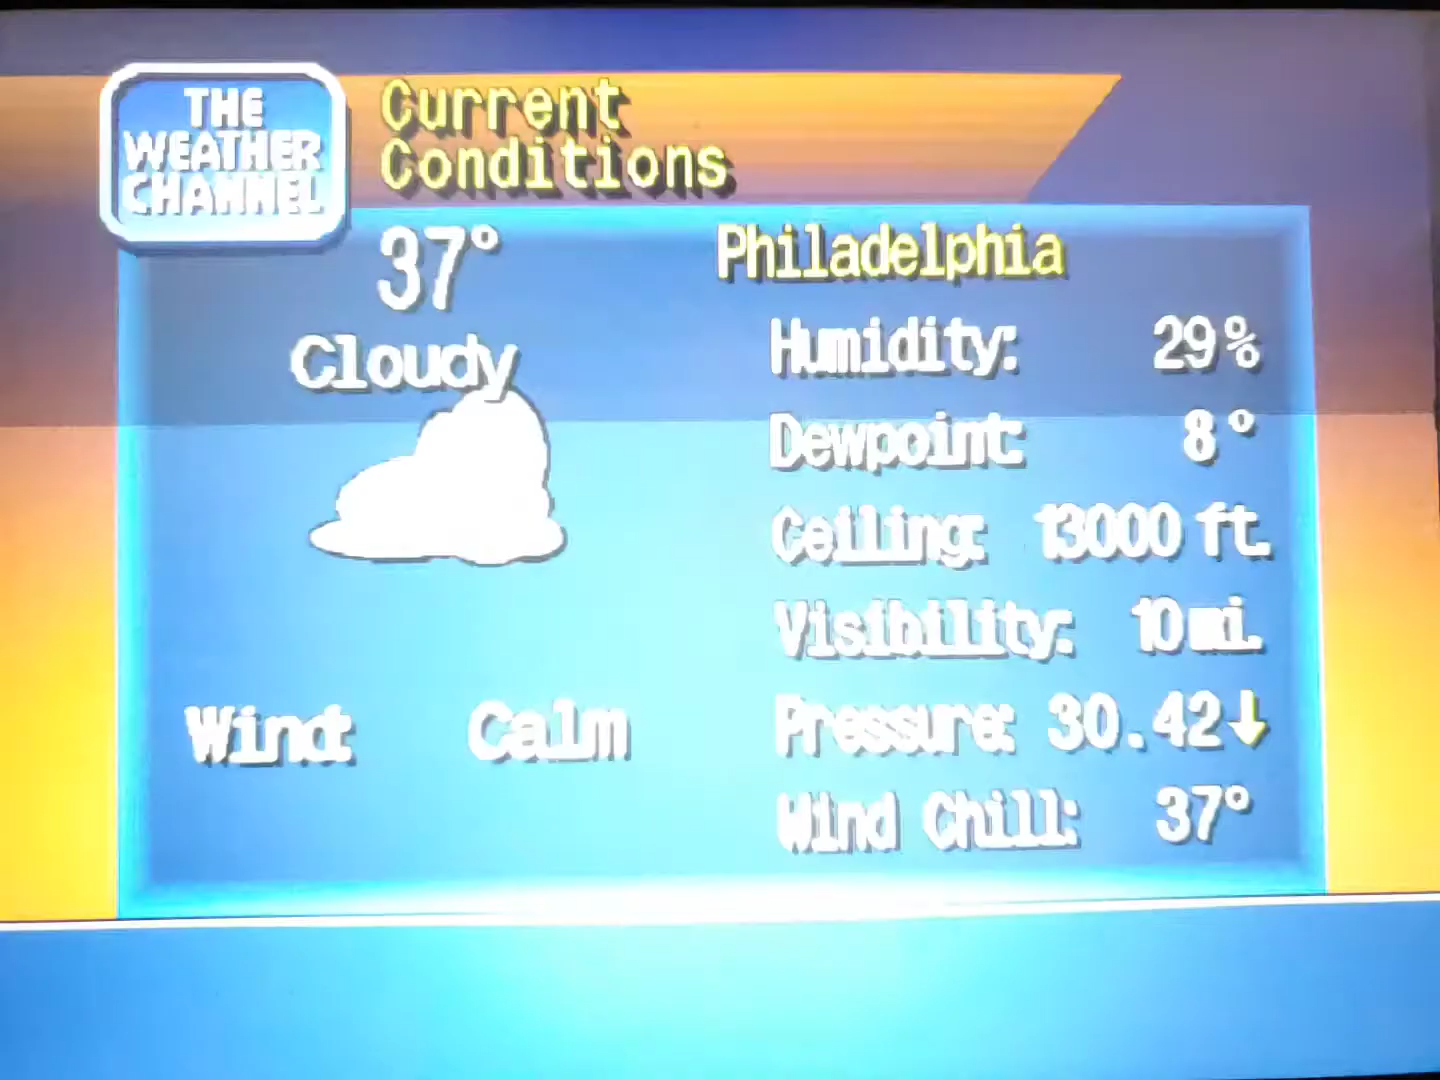 THE
WEATHER
CHANNEL
Current
Conditions
37°
Cloudy
Wind: Calm
Philadelphia
Humidity: 29%
Dewpoint: 8°
Ceiling: 13000 ft.
Visibility: 10 mi.
Pressure: 30.42↓
Wind Chill: 37°